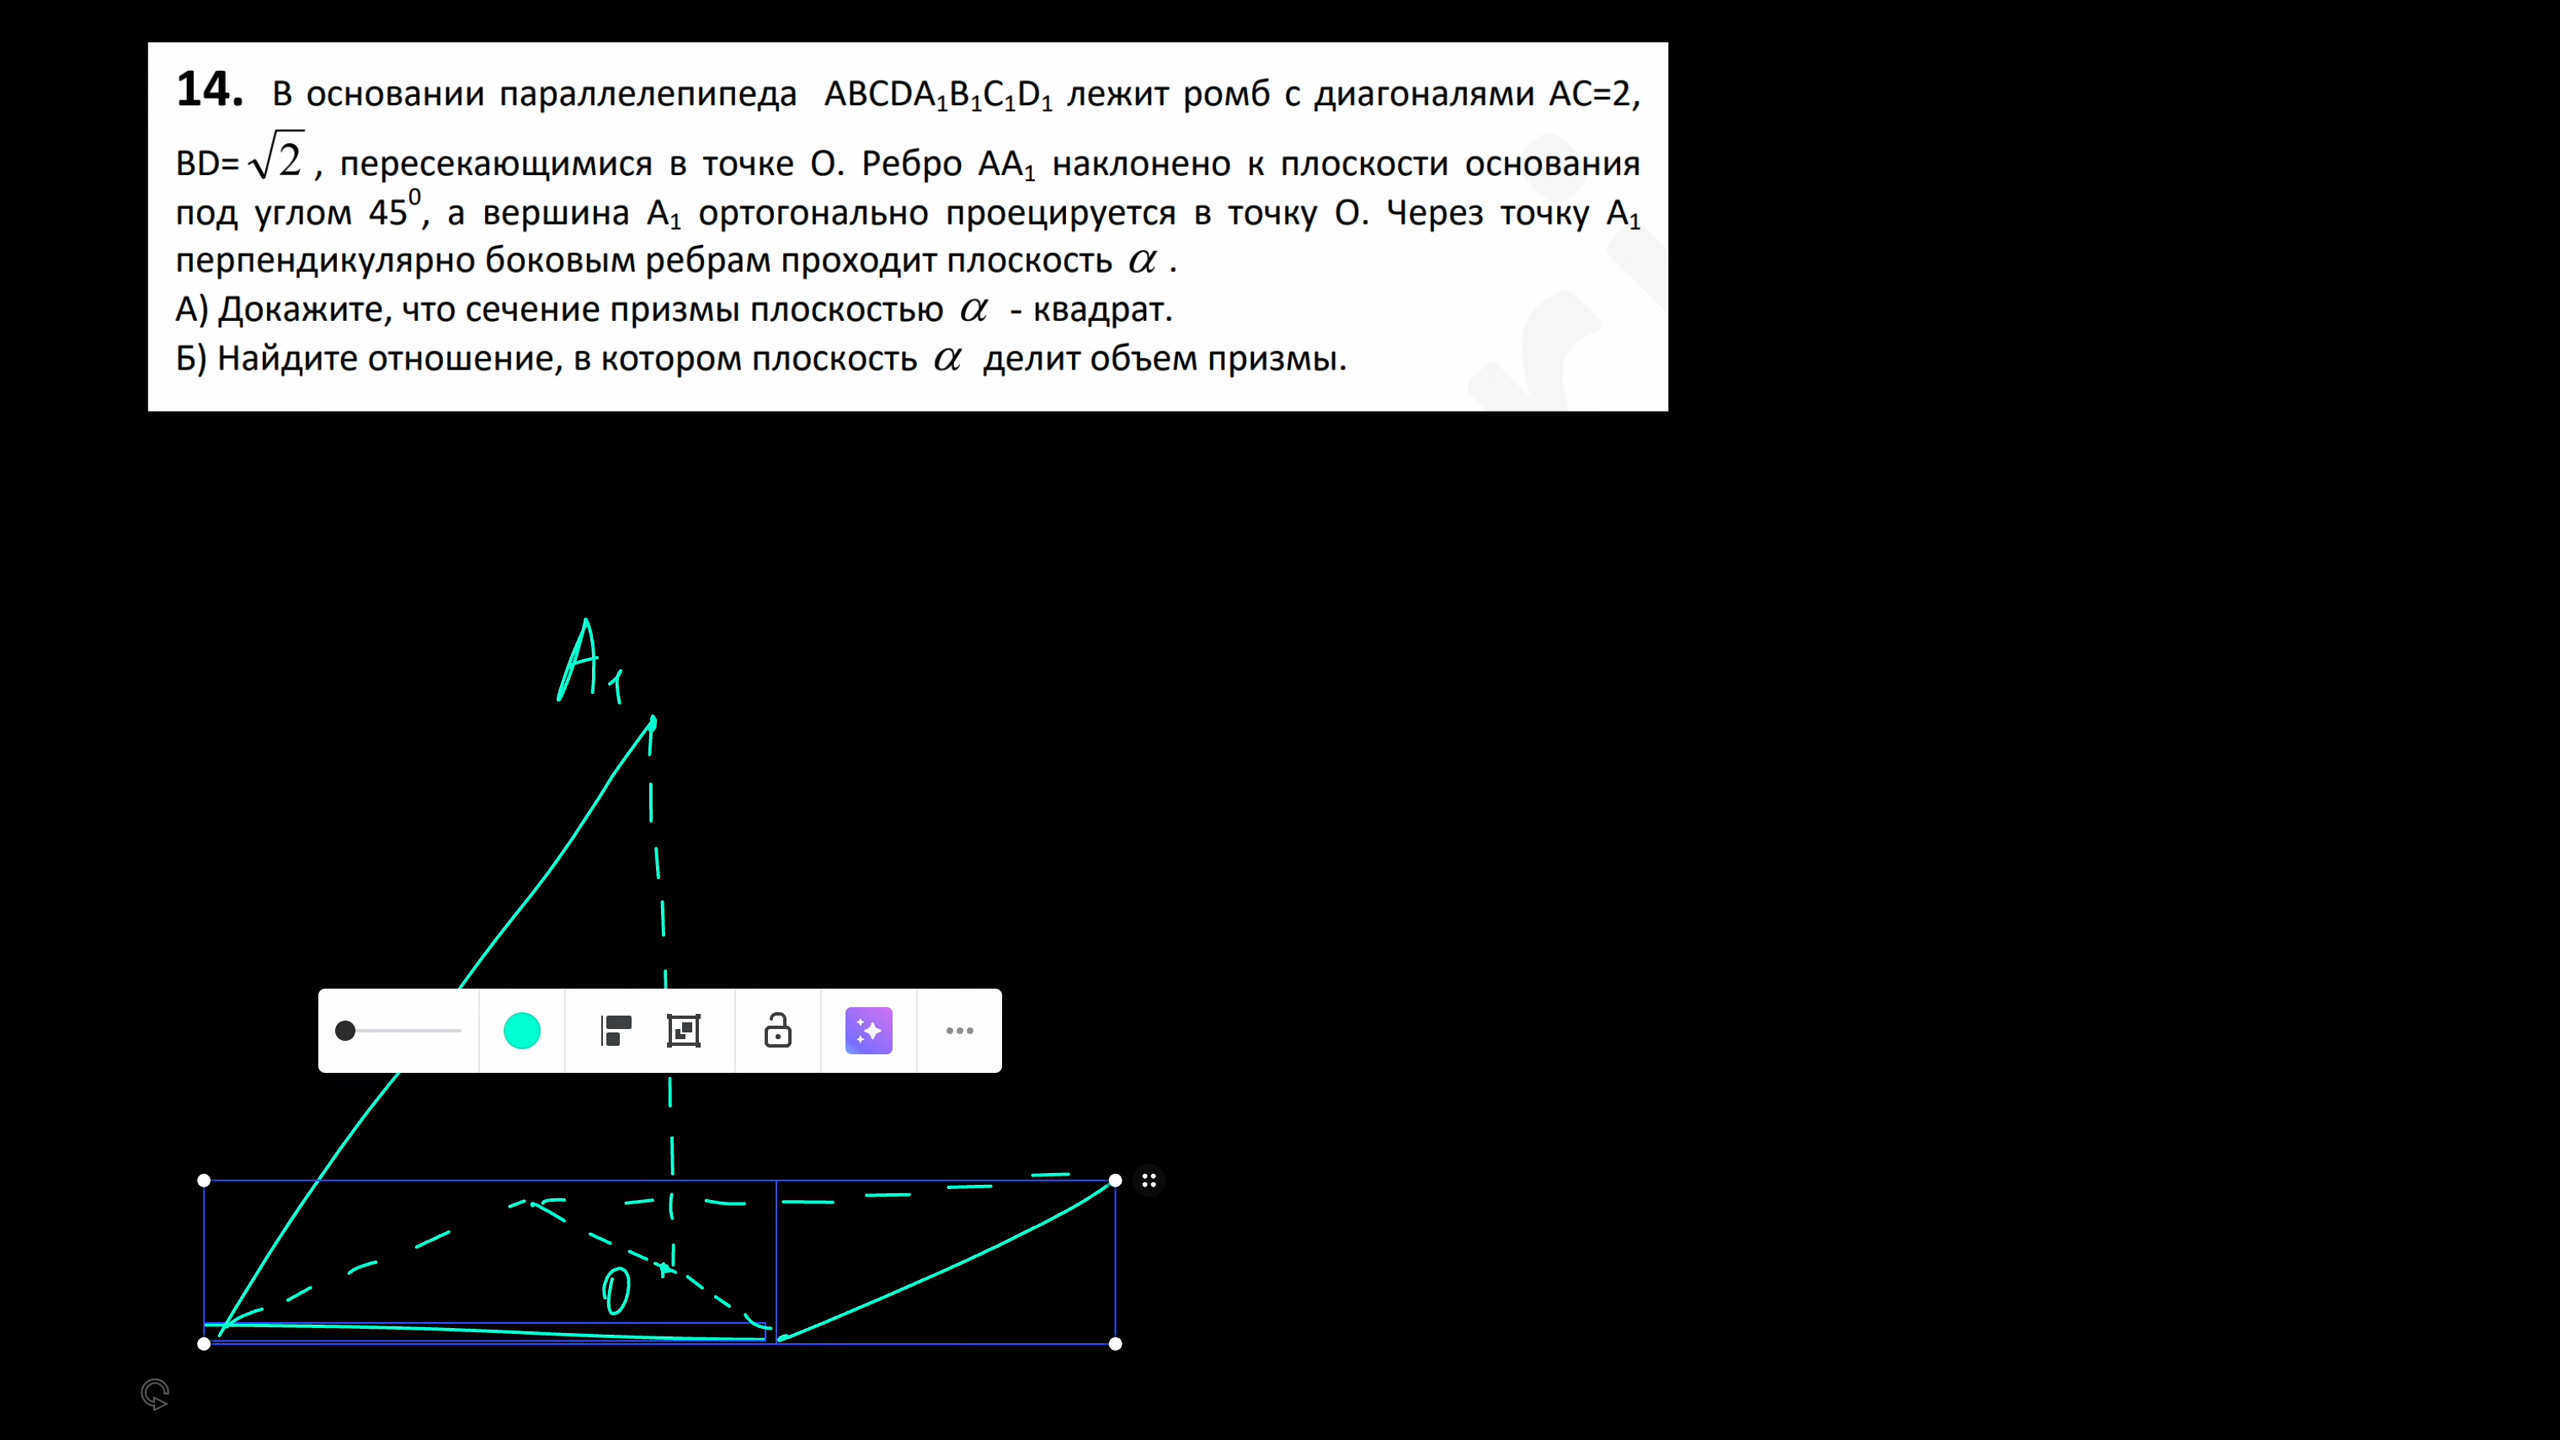 14. В основании параллелепипеда ABCDA₁B₁C₁D₁ лежит ромб с диагоналями AC=2,
BD=√2, пересекающимися в точке О. Ребро AA₁ наклонено к плоскости основания
под углом 45⁰, а вершина A₁ ортогонально проецируется в точку О. Через точку A₁
перпендикулярно боковым ребрам проходит плоскость α.
А) Докажите, что сечение призмы плоскостью α - квадрат.
Б) Найдите отношение, в котором плоскость α делит объем призмы.
A₁
O